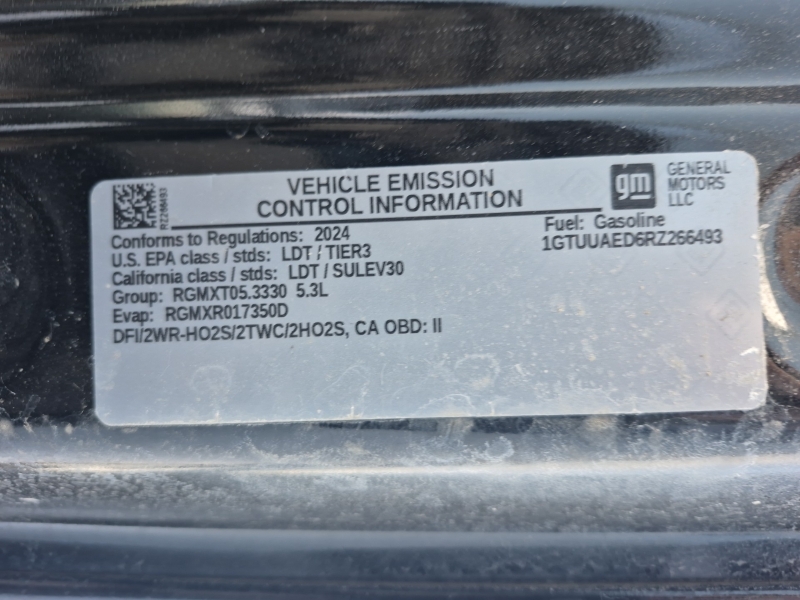 RZ266493
VEHICLE EMISSION
CONTROL INFORMATION
gm
GENERAL
MOTORS
LLC
Conforms to Regulations: 2024
Fuel: Gasoline
U.S. EPA class / stds: LDT / TIER3
1GTUUAED6RZ266493
California class / stds: LDT / SULEV30
Group: RGMXT05.3330 5.3L
Evap: RGMXR017350D
DFI/2WR-HO2S/2TWC/2HO2S, CA OBD: II